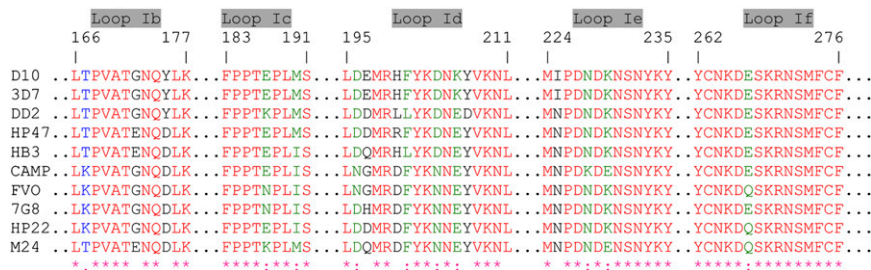 Loop Ib Loop Ic Loop Id Loop Ie Loop If
166 177 183 191 195 211 224 235 262 276
D10 ..LTPVATGNQYLK...FPPTEPLMS...LDEMRHFYKDNKYVKNL...MIPDNDKNSNYKY..YCNKDESKRNSMFCF...
3D7 ..LTPVATGNQYLK...FPPTEPLMS...LDEMRHFYKDNKYVKNL...MIPDNDKNSNYKY..YCNKDESKRNSMFCF...
DD2 ..LTPVATGNQDLK...FPPTKPLMS...LDDMRLLYKDNEDVKNL...MNPDNDKNSNYKY..YCNKDESKRNSMFCF...
HP47 ..LTPVATENQDLK...FPPTEPLMS...LDDMRRFYKDNEYVKNL...MNPDNDKNSNYKY..YCNKDESKRNSMFCF...
HB3 ..LTPVATENQDLK...FPPTEPLIS...LDQMRHLYKDNEYVKNL...MNPDNDKNSNYKY..YCNKDESKRNSMFCF...
CAMP ..LKPVATGNQDLK...FPPTEPLIS...LNGMRDFYKNNEYVKNL...MNPDKDENSNYKY..YCNKDESKRNSMFCF...
FVO ..LKPVATGNQDLK...FPPTNPLIS...LNGMRDFYKNNEYVKNL...MNPDKDENSNYKY..YCNKDQSKRNSMFCF...
7G8 ..LTPVATGNQDLK...FPPTNPLIS...LDHMRDFYKNNEYVKNL...MNPDNDKNSNYKY..YCNKDESKRNSMFCF...
HP22 ..LKPVATGNQDLK...FPPTEPLIS...LDDMRDFYKNNEYVKNL...MNPDKDENSNYKY..YCNKDQSKRNSMFCF...
M24 ..LTPVATENQDLK...FPPTKPLMS...LDQMRDFYKNNEYVKNL...MNPDNDENSNYKY..YCNKDQSKRNSMFCF...
*.**** ** ** ****:**:* *: ** :**:*: **** * **:*:****** *****:*********